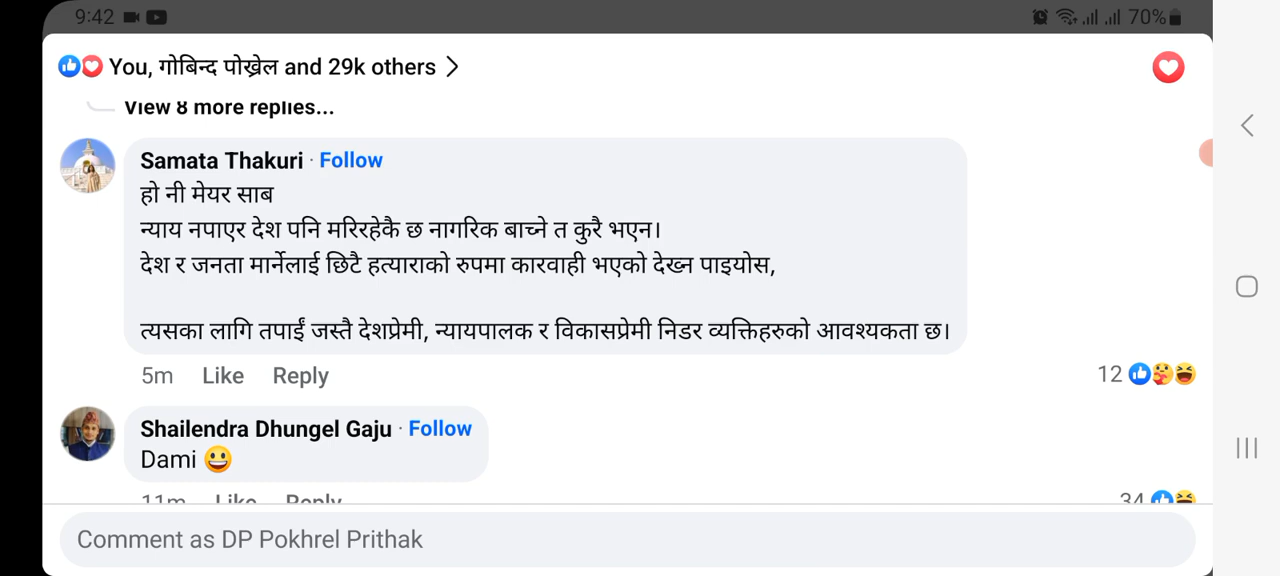 9:42
70%
You, गोबिन्द पोख्रेल and 29k others
View 8 more replies...
Samata Thakuri · Follow
हो नी मेयर साब
न्याय नपाएर देश पनि मरिरहेकै छ नागरिक बाच्ने त कुरै भएन।
देश र जनता मार्नेलाई छिटै हत्याराको रुपमा कारवाही भएको देख्न पाइयोस,
त्यसका लागि तपाईं जस्तै देशप्रेमी, न्यायपालक र विकासप्रेमी निडर व्यक्तिहरुको आवश्यकता छ।
5m Like Reply 12
Shailendra Dhungel Gaju · Follow
Dami 😃
11m Like Reply 34
Comment as DP Pokhrel Prithak